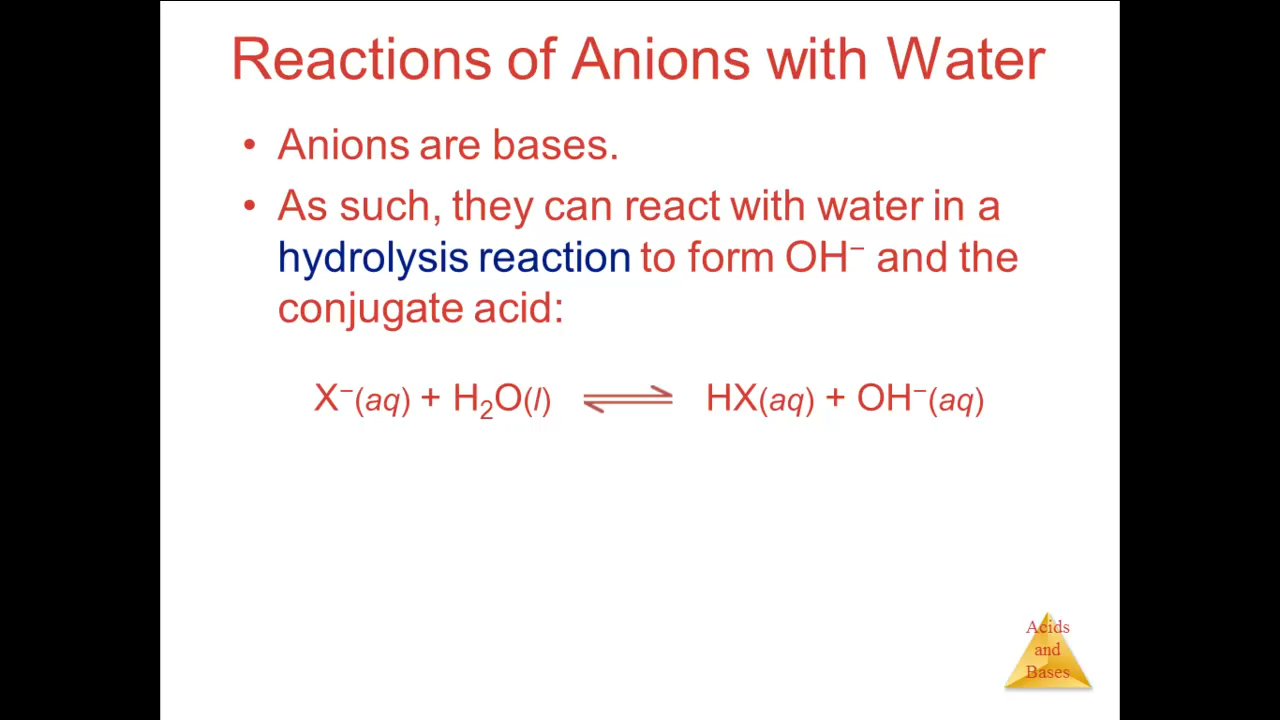 Reactions of Anions with Water
• Anions are bases.
• As such, they can react with water in a
hydrolysis reaction to form OH⁻ and the
conjugate acid:
X⁻(aq) + H₂O(l) ⇌ HX(aq) + OH⁻(aq)
Acids
and
Bases